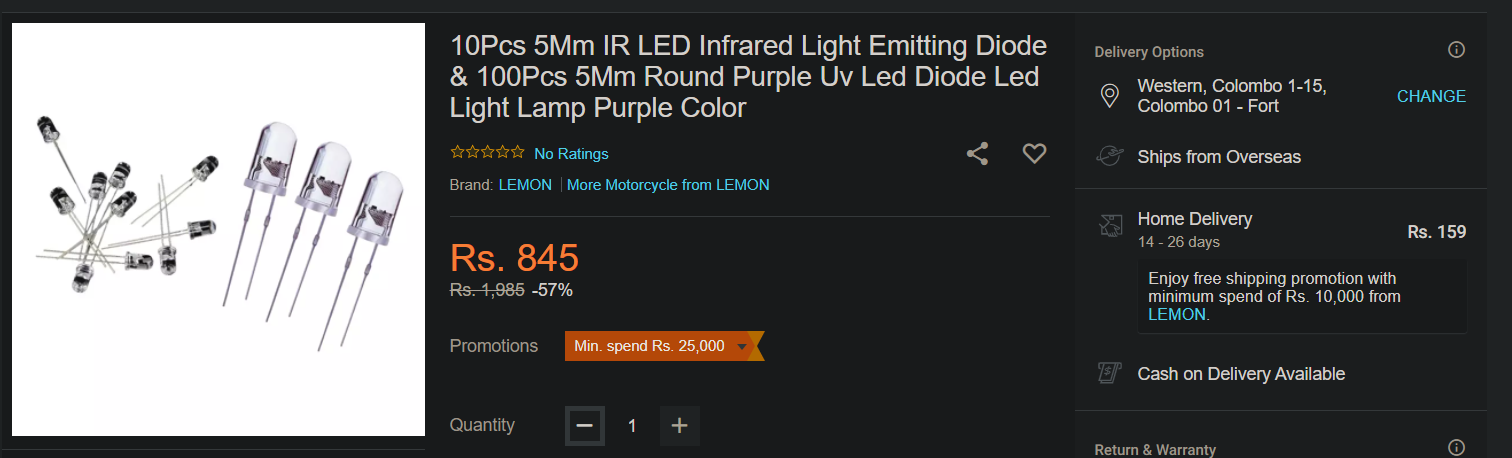 10Pcs 5Mm IR LED Infrared Light Emitting Diode
& 100Pcs 5Mm Round Purple Uv Led Diode Led
Light Lamp Purple Color
No Ratings
Brand: LEMON | More Motorcycle from LEMON
Rs. 845
Rs. 1,985 -57%
Promotions
Min. spend Rs. 25,000
Quantity
1
Delivery Options
Western, Colombo 1-15,
Colombo 01 - Fort
CHANGE
Ships from Overseas
Home Delivery
Rs. 159
14 - 26 days
Enjoy free shipping promotion with
minimum spend of Rs. 10,000 from
LEMON.
Cash on Delivery Available
Return & Warranty